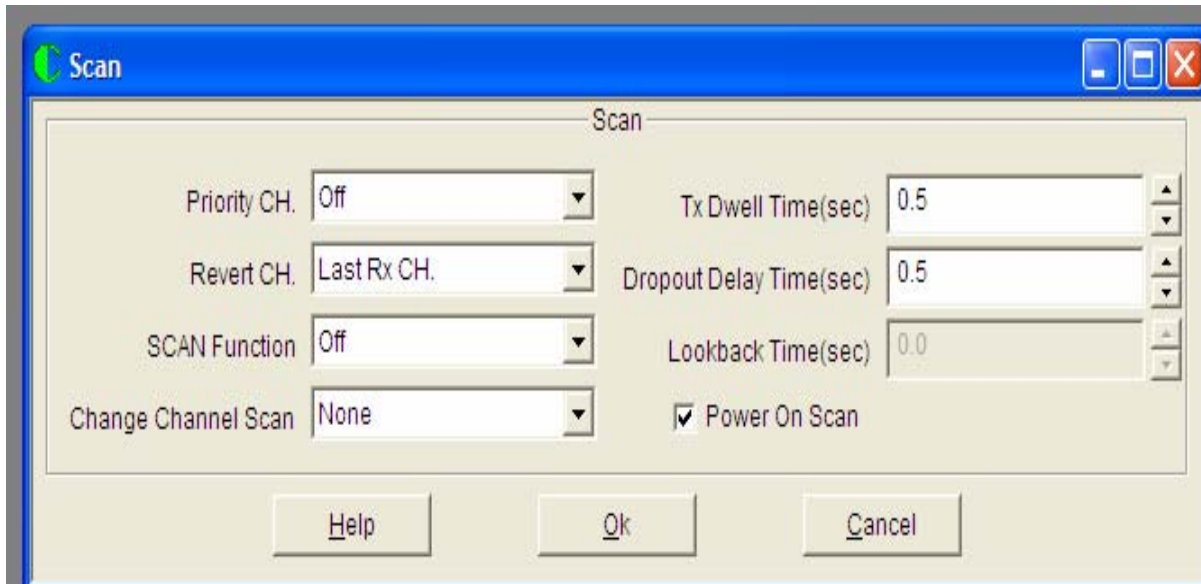 Scan
Scan
Priority CH. Off
Revert CH. Last Rx CH.
SCAN Function Off
Change Channel Scan None
Tx Dwell Time(sec) 0.5
Dropout Delay Time(sec) 0.5
Lookback Time(sec) 0.0
Power On Scan
Help
Ok
Cancel